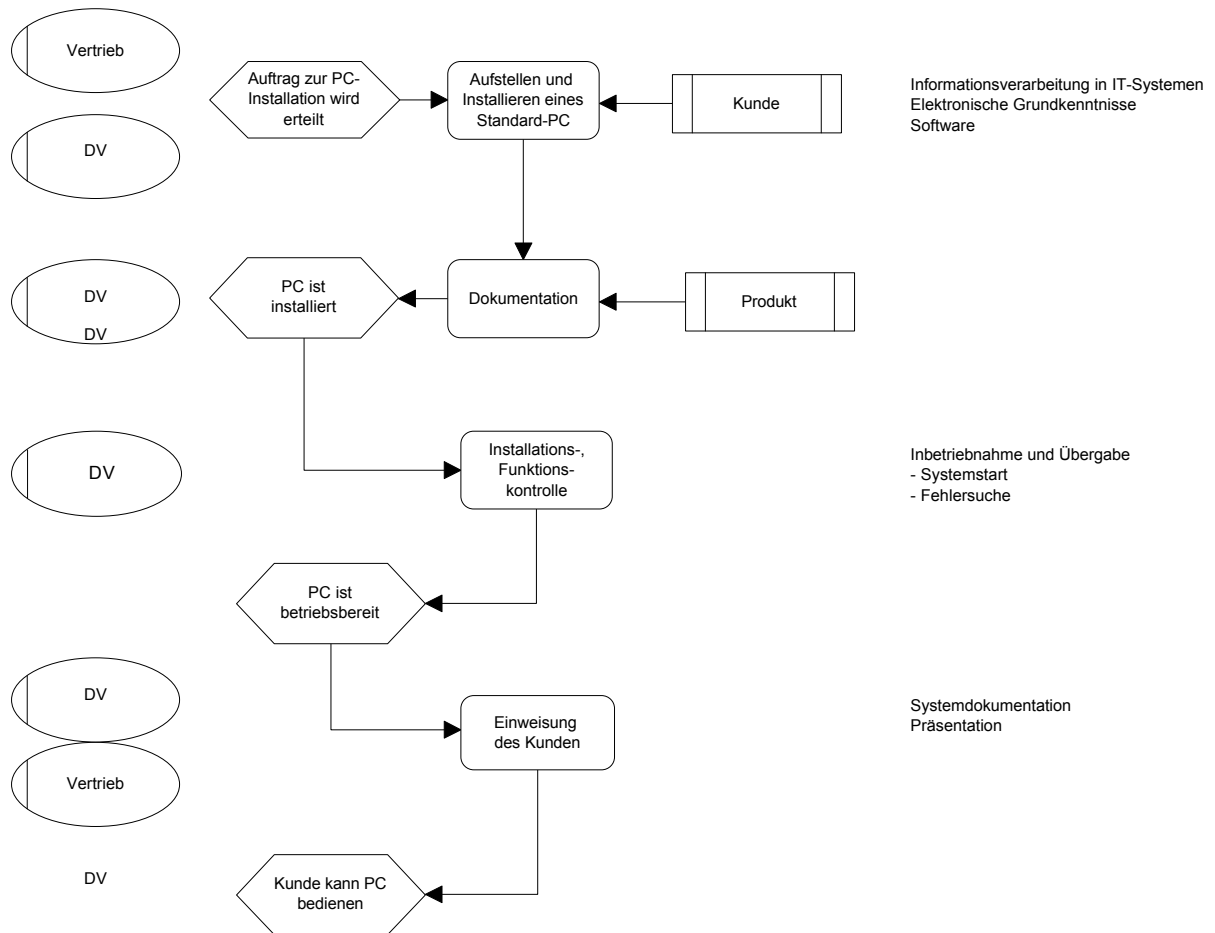 Vertrieb
Auftrag zur PC-
Installation wird
erteilt
Aufstellen und
Installieren eines
Standard-PC
Kunde
Informationsverarbeitung in IT-Systemen
Elektronische Grundkenntnisse
Software
DV
DV
DV
PC ist
installiert
Dokumentation
Produkt
DV
Installations-,
Funktions-
kontrolle
Inbetriebnahme und Übergabe
- Systemstart
- Fehlersuche
PC ist
betriebsbereit
DV
Einweisung
des Kunden
Systemdokumentation
Präsentation
Vertrieb
DV
Kunde kann PC
bedienen